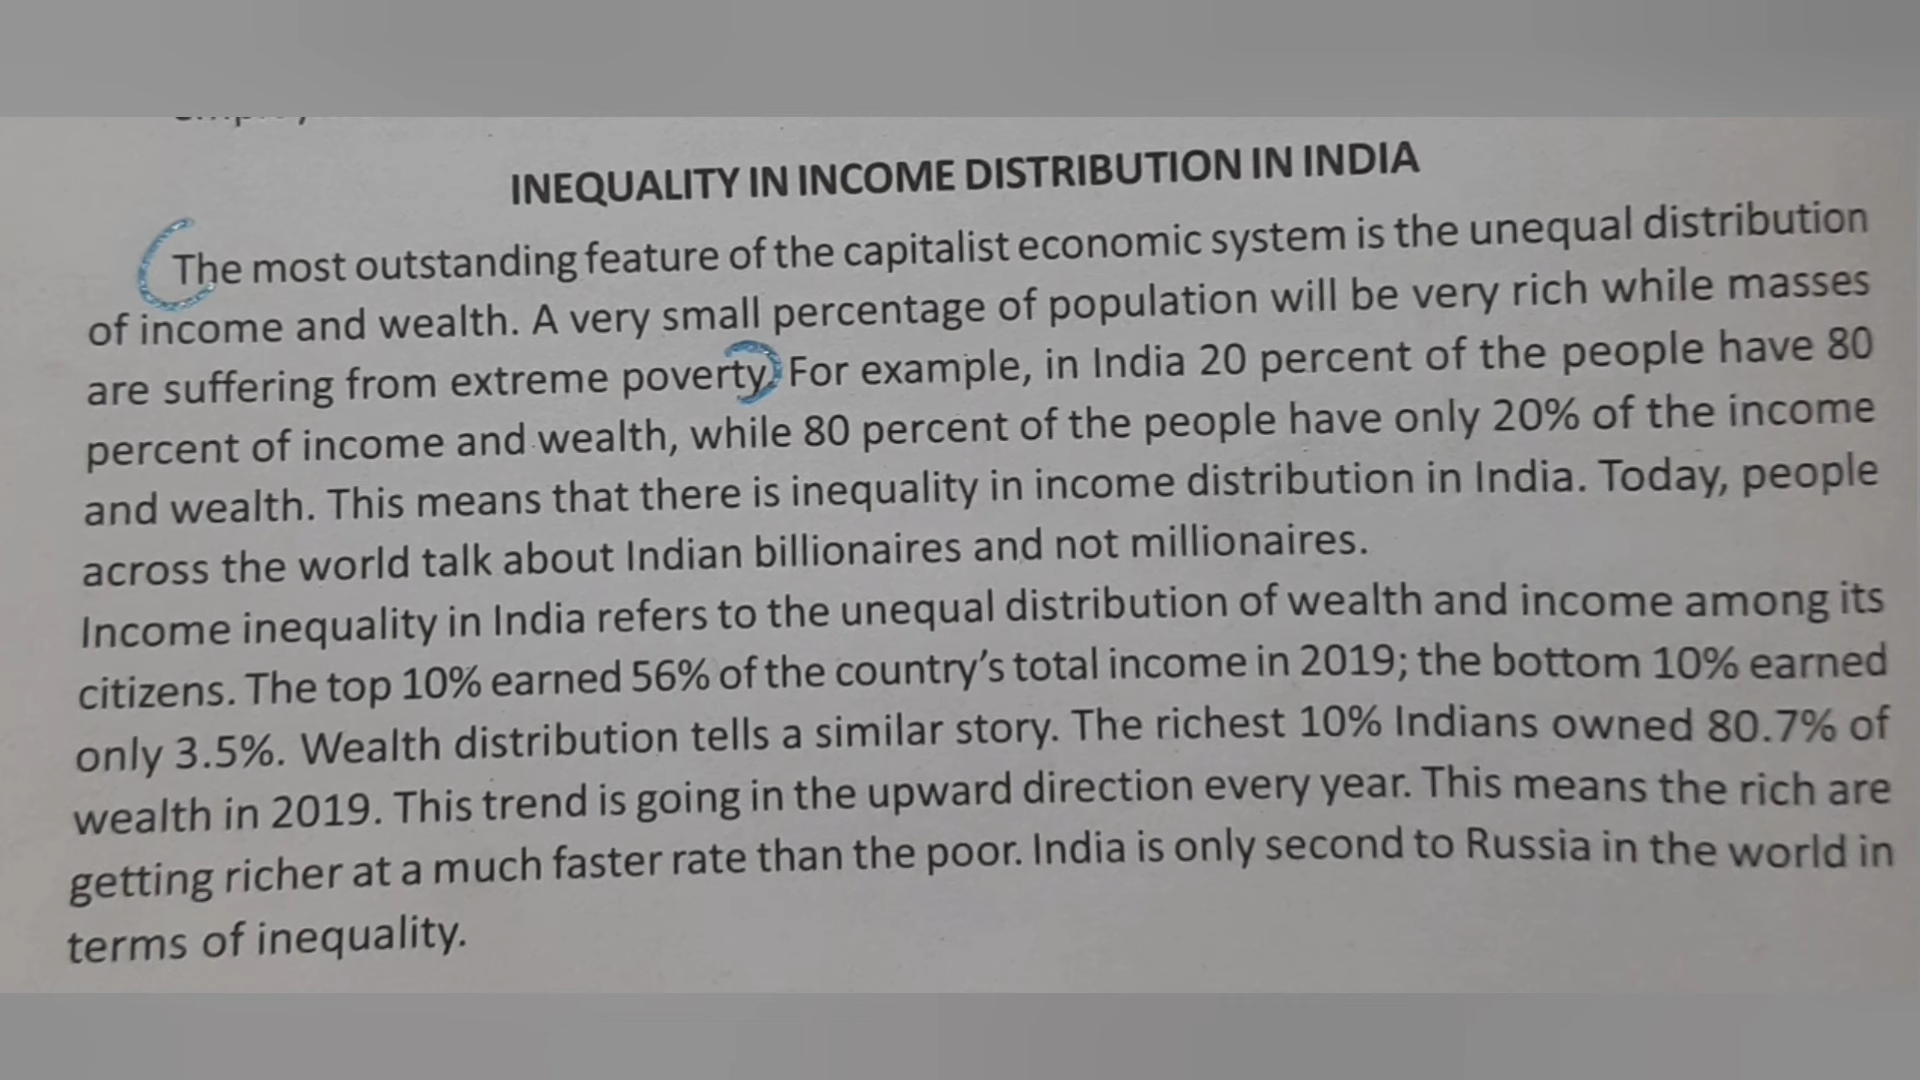 INEQUALITY IN INCOME DISTRIBUTION IN INDIA
The most outstanding feature of the capitalist economic system is the unequal distribution
of income and wealth. A very small percentage of population will be very rich while masses
are suffering from extreme poverty. For example, in India 20 percent of the people have 80
percent of income and wealth, while 80 percent of the people have only 20% of the income
and wealth. This means that there is inequality in income distribution in India. Today, people
across the world talk about Indian billionaires and not millionaires.
Income inequality in India refers to the unequal distribution of wealth and income among its
citizens. The top 10% earned 56% of the country's total income in 2019; the bottom 10% earned
only 3.5%. Wealth distribution tells a similar story. The richest 10% Indians owned 80.7% of
wealth in 2019. This trend is going in the upward direction every year. This means the rich are
getting richer at a much faster rate than the poor. India is only second to Russia in the world in
terms of inequality.